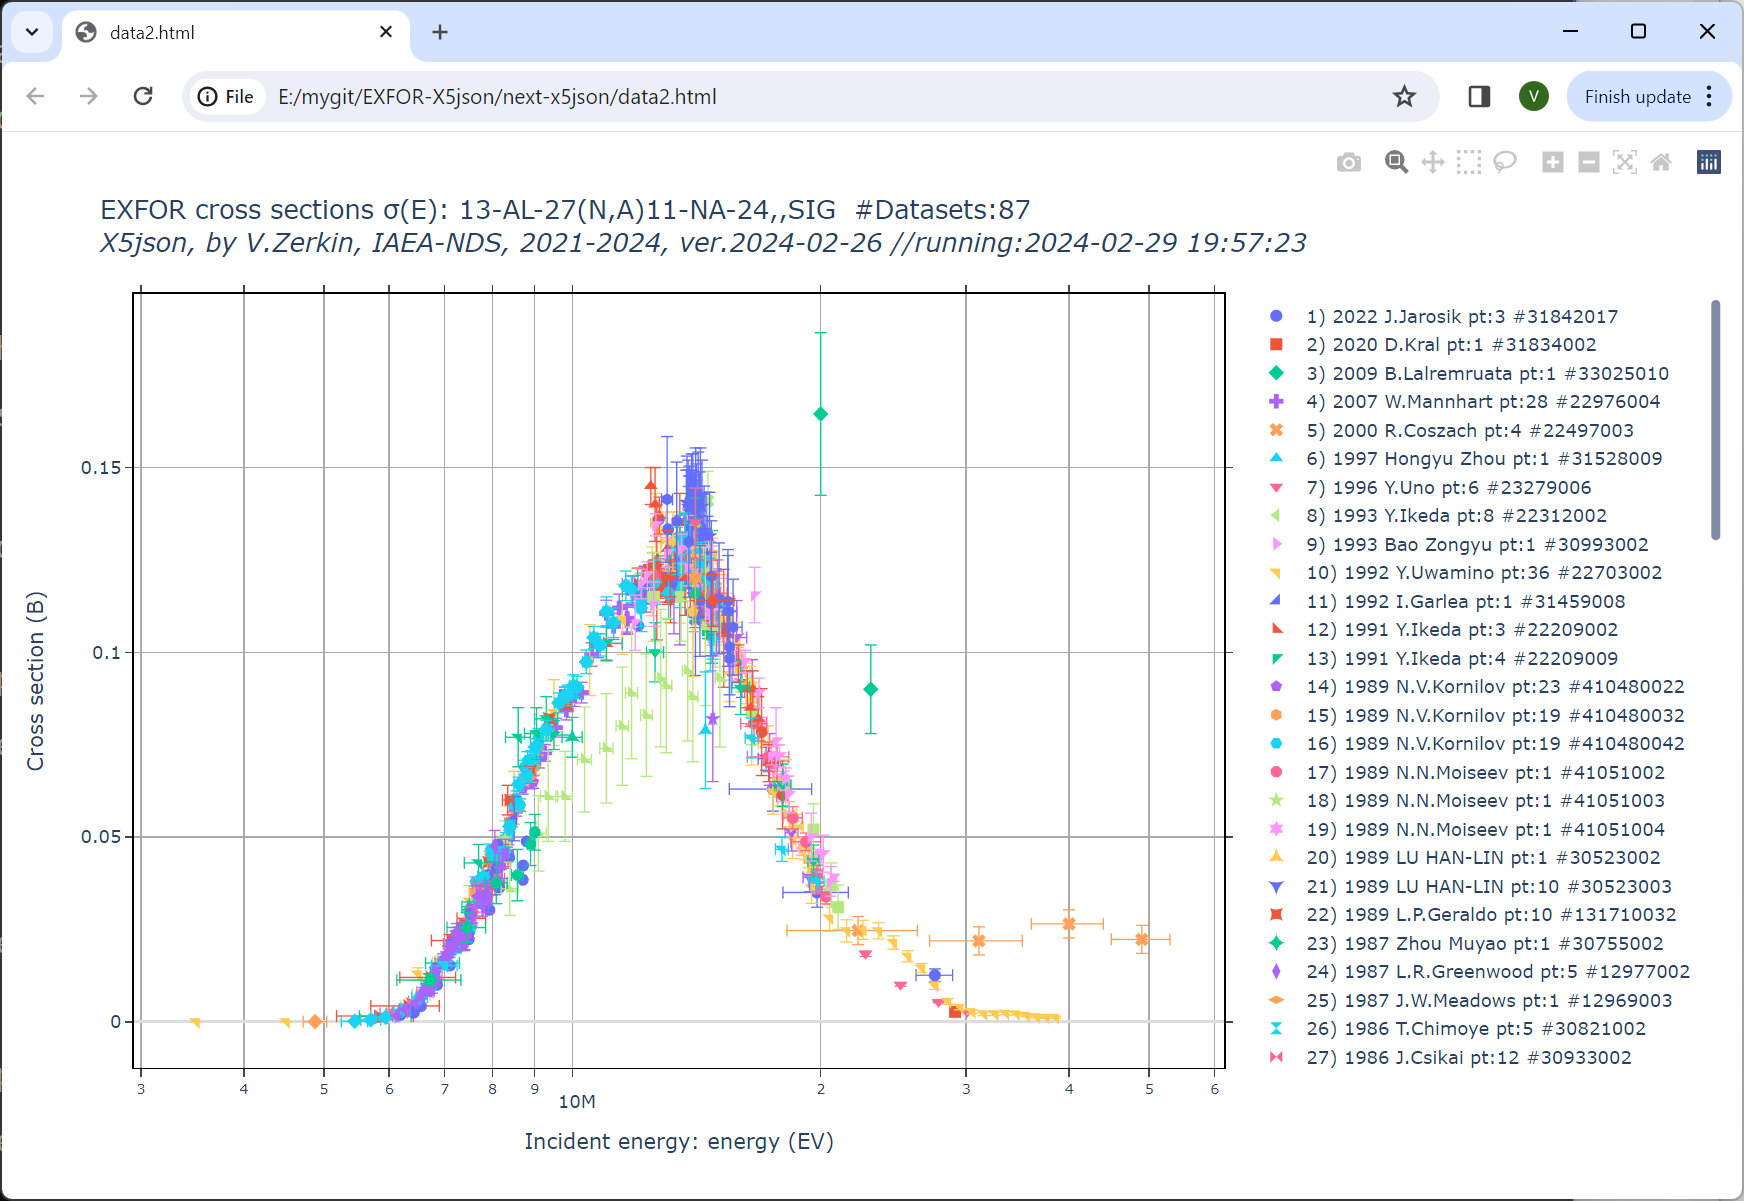 data2.html
File
E:/mygit/EXFOR-X5json/next-x5json/data2.html
V
Finish update
EXFOR cross sections σ(E): 13-AL-27(N,A)11-NA-24,,SIG #Datasets:87
X5json, by V.Zerkin, IAEA-NDS, 2021-2024, ver.2024-02-26 //running:2024-02-29 19:57:23
Cross section (B)
0.15
0.1
0.05
0
3 4 5 6 7 8 9 10M 2 3 4 5 6
Incident energy: energy (EV)
1) 2022 J.Jarosik pt:3 #31842017
2) 2020 D.Kral pt:1 #31834002
3) 2009 B.Lalremruata pt:1 #33025010
4) 2007 W.Mannhart pt:28 #22976004
5) 2000 R.Coszach pt:4 #22497003
6) 1997 Hongyu Zhou pt:1 #31528009
7) 1996 Y.Uno pt:6 #23279006
8) 1993 Y.Ikeda pt:8 #22312002
9) 1993 Bao Zongyu pt:1 #30993002
10) 1992 Y.Uwamino pt:36 #22703002
11) 1992 I.Garlea pt:1 #31459008
12) 1991 Y.Ikeda pt:3 #22209002
13) 1991 Y.Ikeda pt:4 #22209009
14) 1989 N.V.Kornilov pt:23 #410480022
15) 1989 N.V.Kornilov pt:19 #410480032
16) 1989 N.V.Kornilov pt:19 #410480042
17) 1989 N.N.Moiseev pt:1 #41051002
18) 1989 N.N.Moiseev pt:1 #41051003
19) 1989 N.N.Moiseev pt:1 #41051004
20) 1989 LU HAN-LIN pt:1 #30523002
21) 1989 LU HAN-LIN pt:10 #30523003
22) 1989 L.P.Geraldo pt:10 #131710032
23) 1987 Zhou Muyao pt:1 #30755002
24) 1987 L.R.Greenwood pt:5 #12977002
25) 1987 J.W.Meadows pt:1 #12969003
26) 1986 T.Chimoye pt:5 #30821002
27) 1986 J.Csikai pt:12 #30933002